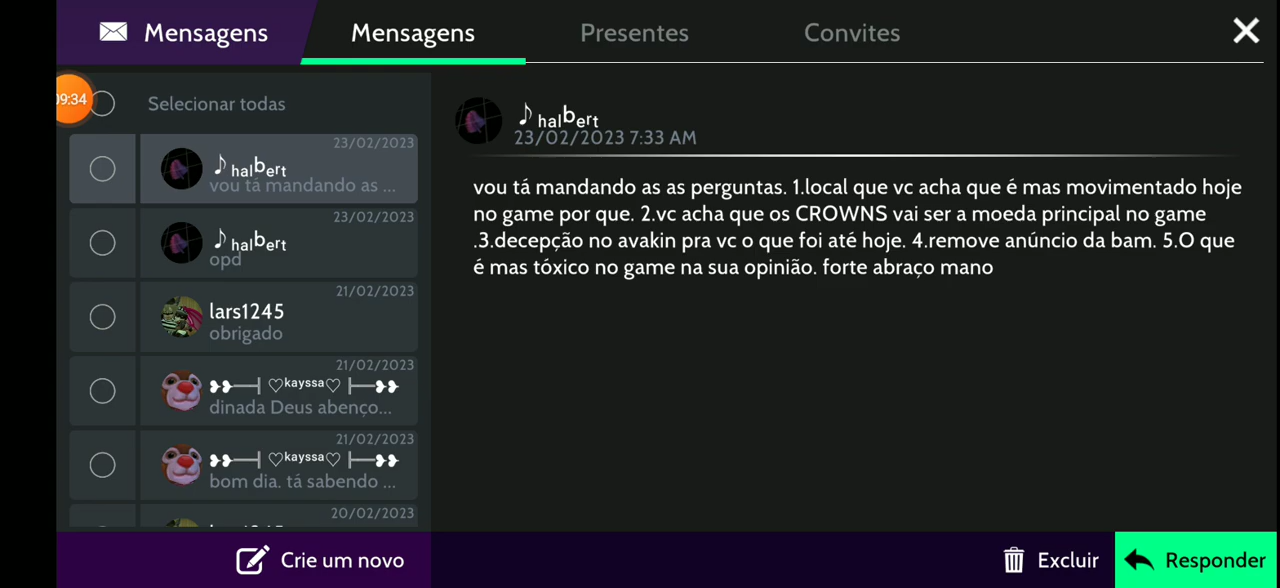 Mensagens
Mensagens
Presentes
Convites
09:34
Selecionar todas
23/02/2023
♪ halbert
vou tá mandando as ...
23/02/2023
♪ halbert
opd
21/02/2023
lars1245
obrigado
21/02/2023
❥❥──┤ ♡ᵏᵃʸˢˢᵃ♡ ├──❥❥
dinada Deus abenço...
21/02/2023
❥❥──┤ ♡ᵏᵃʸˢˢᵃ♡ ├──❥❥
bom dia. tá sabendo ...
20/02/2023
♪ halbert
23/02/2023 7:33 AM
vou tá mandando as as perguntas. 1.local que vc acha que é mas movimentado hoje
no game por que. 2.vc acha que os CROWNS vai ser a moeda principal no game
.3.decepção no avakin pra vc o que foi até hoje. 4.remove anúncio da bam. 5.O que
é mas tóxico no game na sua opinião. forte abraço mano
Crie um novo
Excluir
Responder